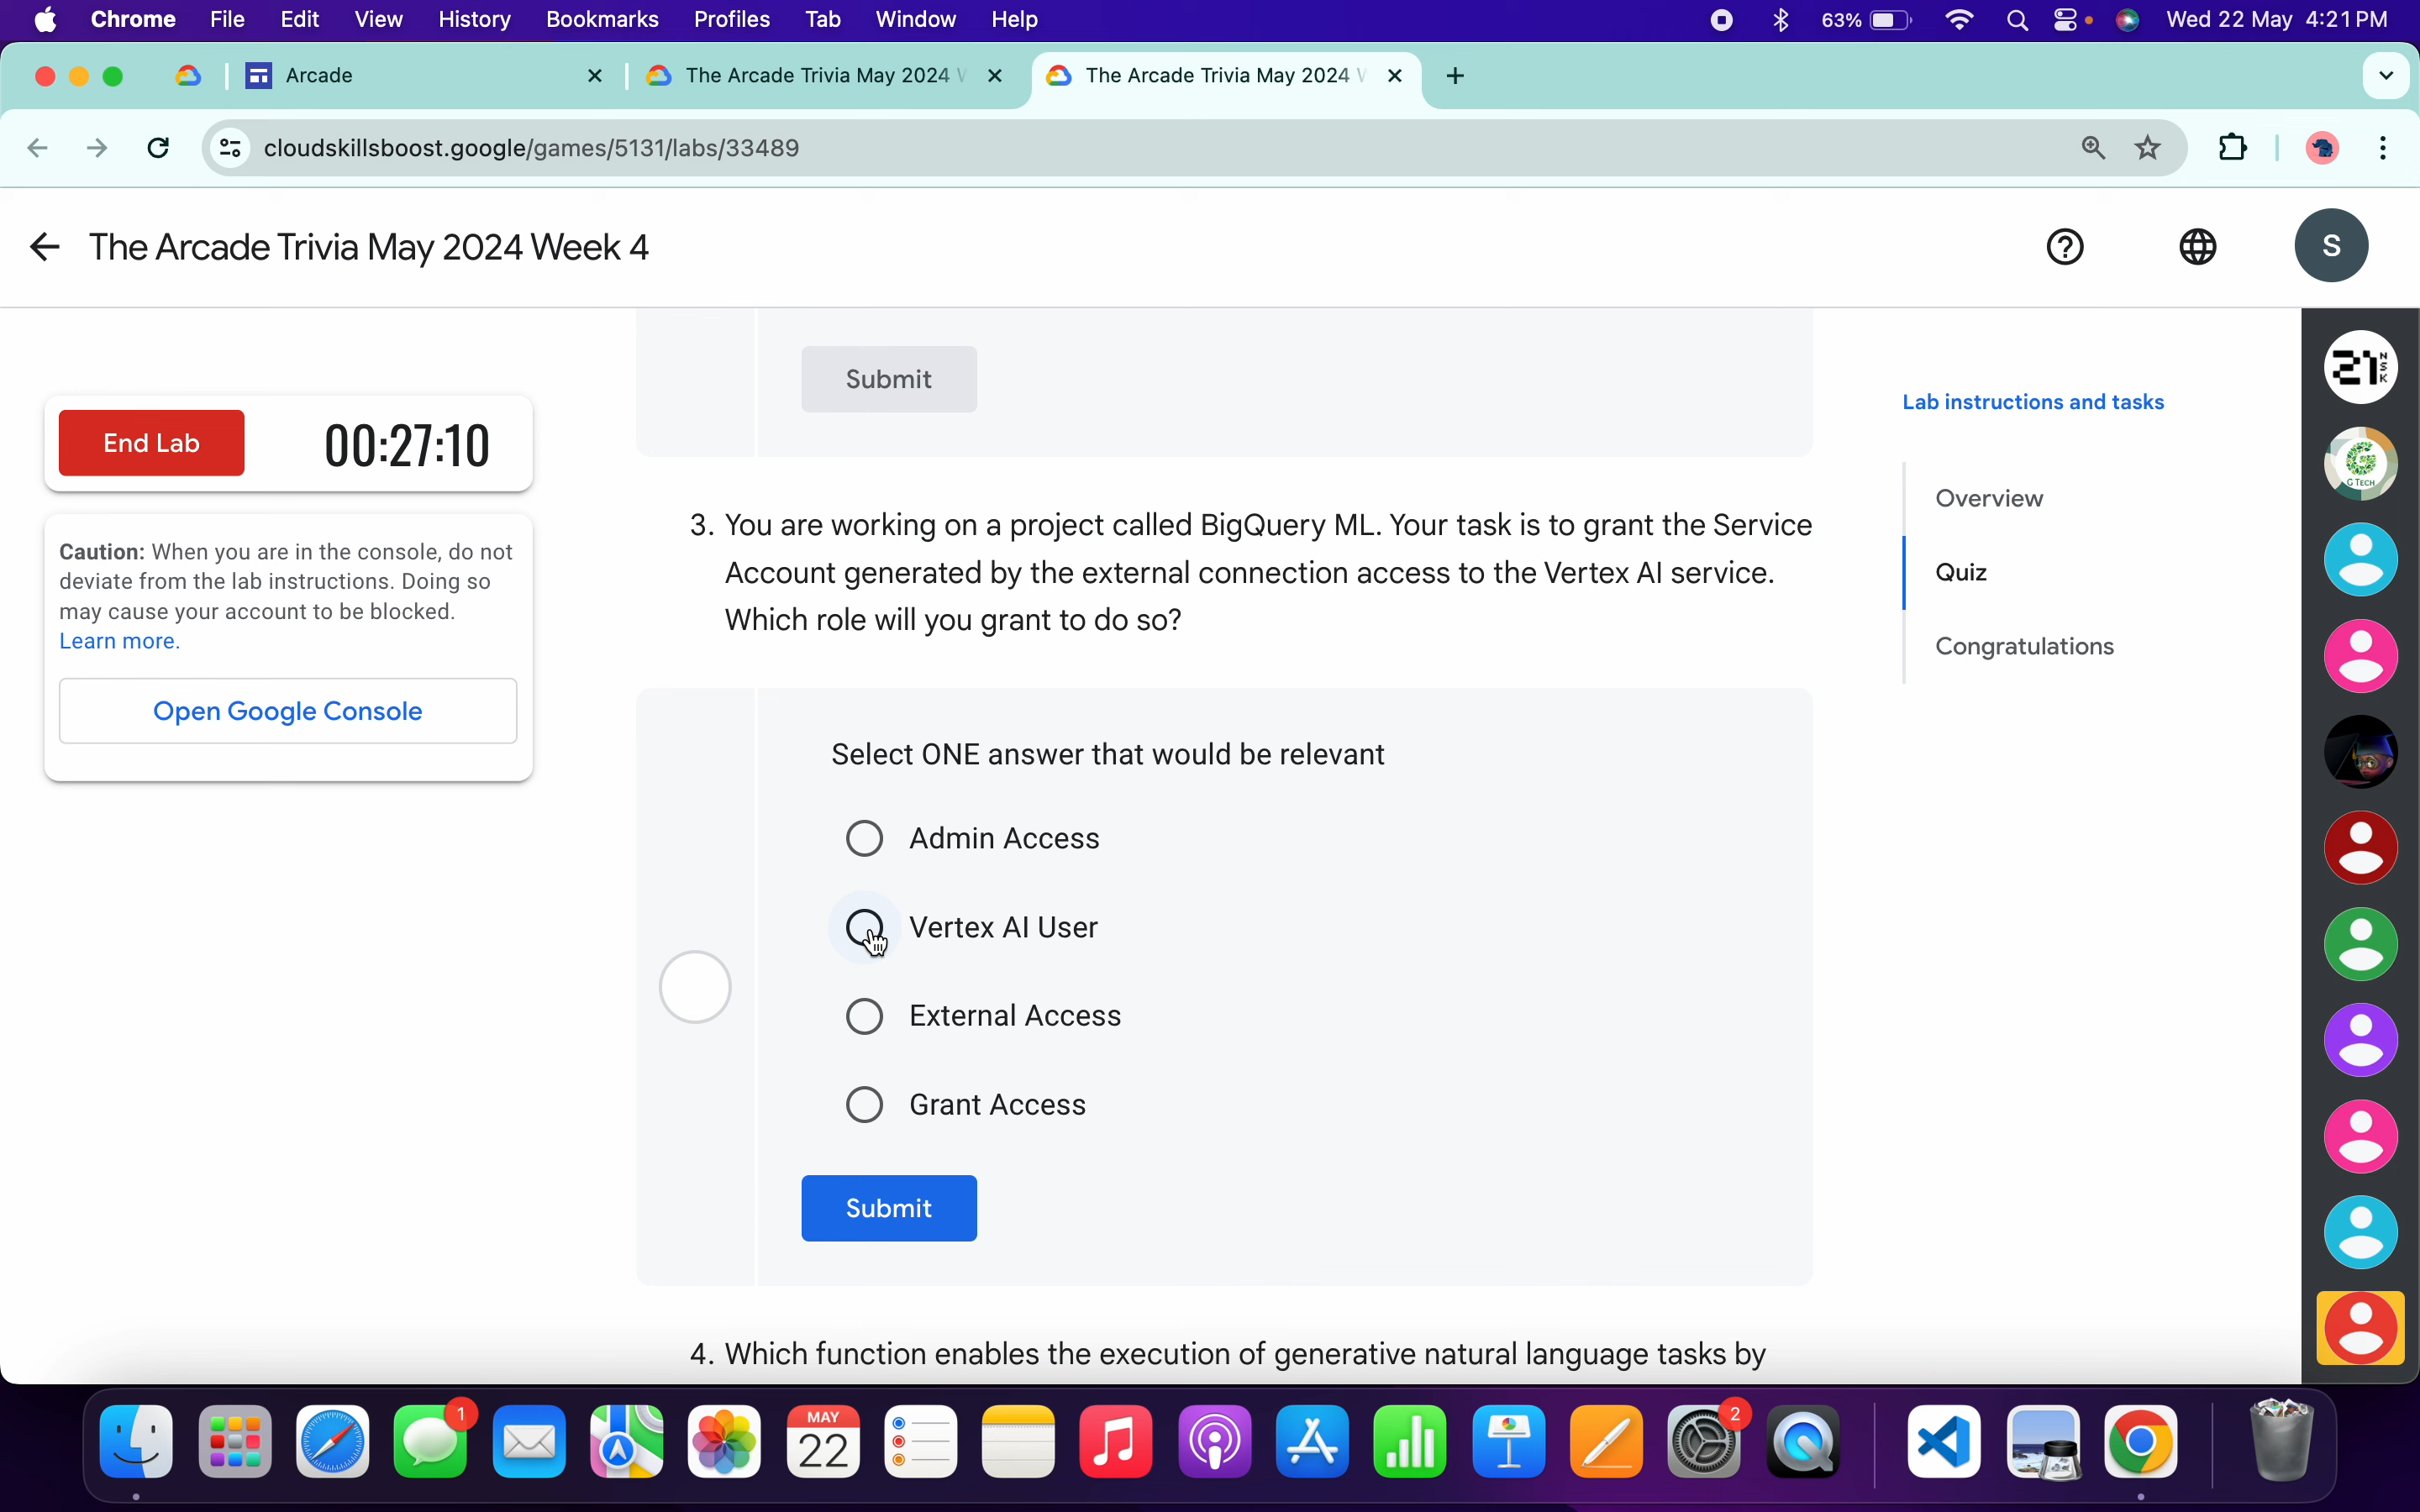 Chrome File Edit View History Bookmarks Profiles Tab Window Help 63% Wed 22 May 4:21 PM
Arcade The Arcade Trivia May 2024 The Arcade Trivia May 2024
cloudskillsboost.google/games/5131/labs/33489
The Arcade Trivia May 2024 Week 4
S
Submit
End Lab 00:27:10
Lab instructions and tasks
Overview
Quiz
Congratulations
Caution: When you are in the console, do not
deviate from the lab instructions. Doing so
may cause your account to be blocked.
Learn more.
Open Google Console
3. You are working on a project called BigQuery ML. Your task is to grant the Service
Account generated by the external connection access to the Vertex AI service.
Which role will you grant to do so?
Select ONE answer that would be relevant
Admin Access
Vertex AI User
External Access
Grant Access
Submit
4. Which function enables the execution of generative natural language tasks by
21 NSK
G TECH
1
MAY
22
2